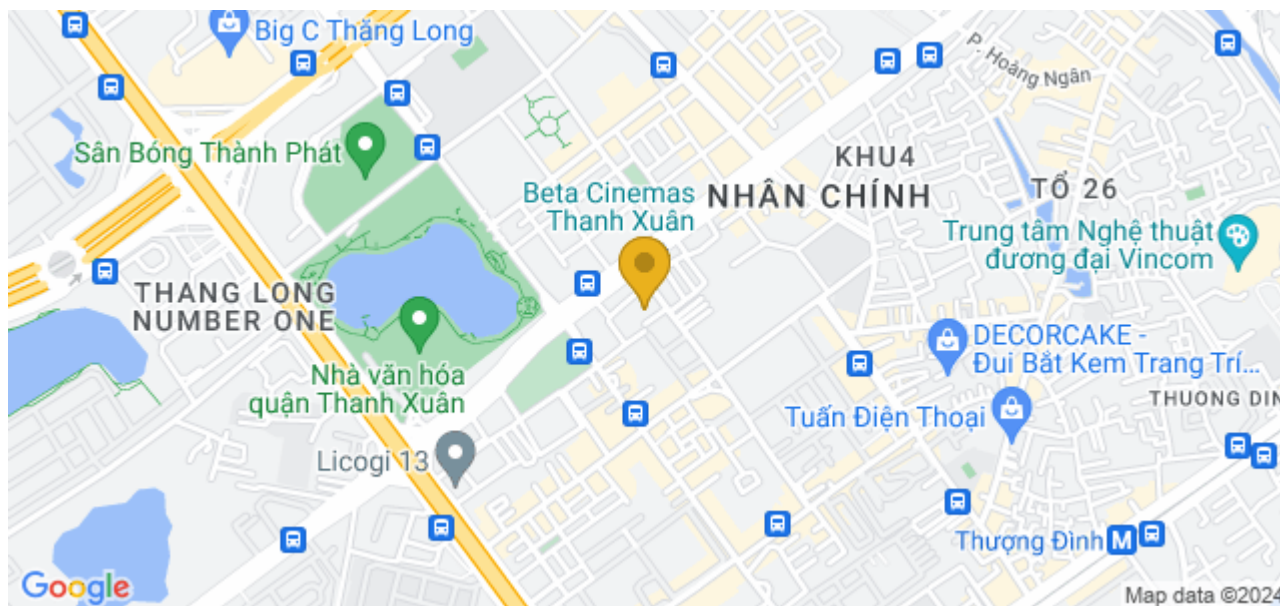 Big C Thăng Long
P. Hoàng Ngân
Sân Bóng Thành Phát
KHU4
Beta Cinemas
Thanh Xuân
NHÂN CHÍNH
TỔ 26
Trung tâm Nghệ thuật
đương đại Vincom
THANG LONG
NUMBER ONE
DECORCAKE -
Đui Bắt Kem Trang Trí...
Nhà văn hóa
quận Thanh Xuân
THUONG DIN
Tuấn Điện Thoại
Licogi 13
Thượng Đình
M
Google
Map data ©2024